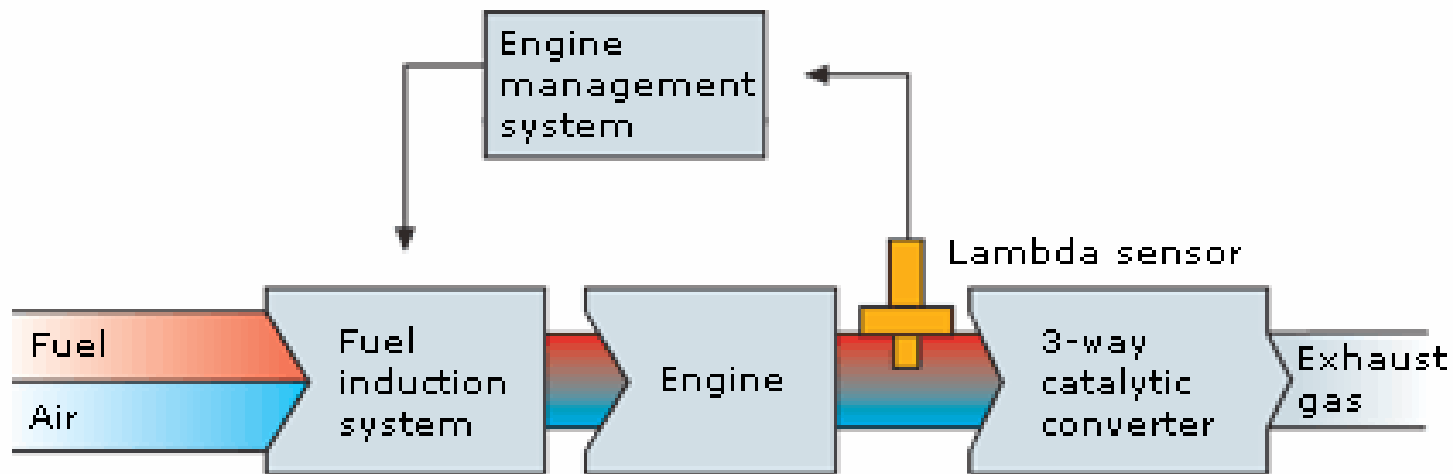 Engine
management
system
Lambda sensor
Fuel
Air
Fuel
induction
system
Engine
3-way
catalytic
converter
Exhaust
gas